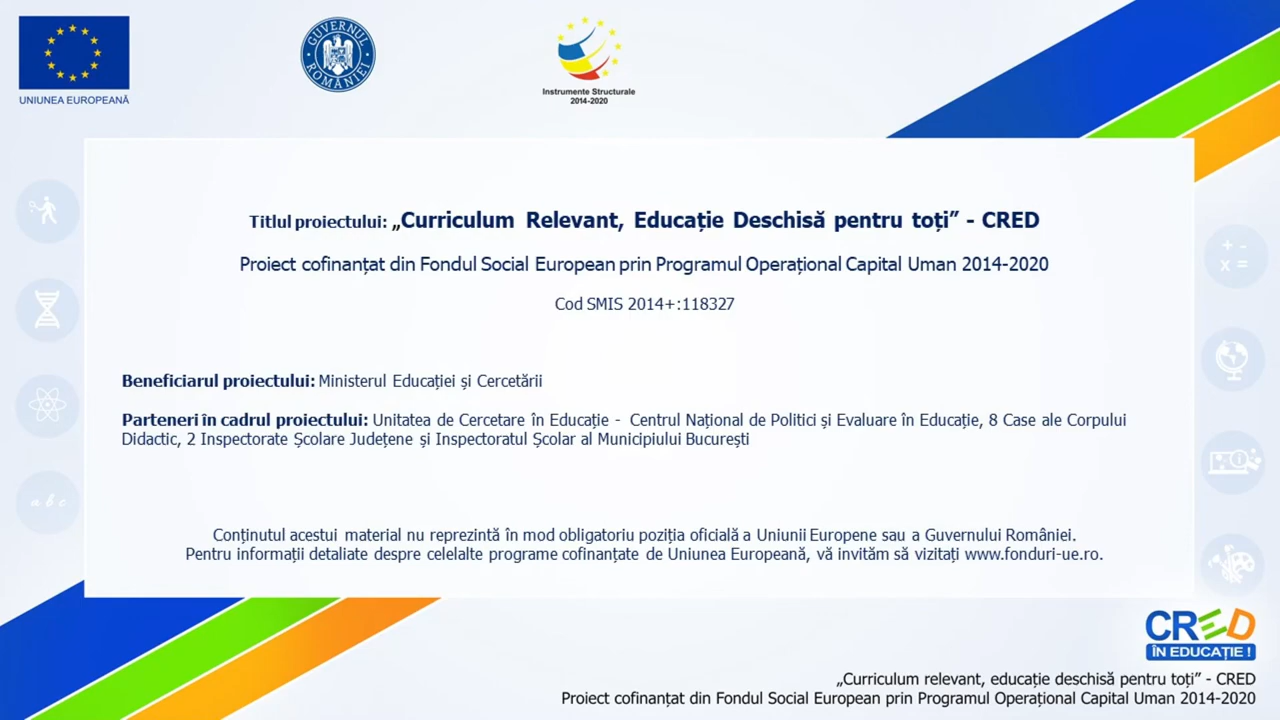 UNIUNEA EUROPEANĂ
GUVERNUL ROMÂNIEI
Instrumente Structurale
2014-2020
Titlul proiectului: „Curriculum Relevant, Educație Deschisă pentru toți” - CRED
Proiect cofinanțat din Fondul Social European prin Programul Operațional Capital Uman 2014-2020
Cod SMIS 2014+:118327
Beneficiarul proiectului: Ministerul Educației și Cercetării
Parteneri în cadrul proiectului: Unitatea de Cercetare în Educație - Centrul Național de Politici și Evaluare în Educație, 8 Case ale Corpului
Didactic, 2 Inspectorate Școlare Județene și Inspectoratul Școlar al Municipiului București
a b c
Conținutul acestui material nu reprezintă în mod obligatoriu poziția oficială a Uniunii Europene sau a Guvernului României.
Pentru informații detaliate despre celelalte programe cofinanțate de Uniunea Europeană, vă invităm să vizitați www.fonduri-ue.ro.
CRED
ÎN EDUCAȚIE !
„Curriculum relevant, educație deschisă pentru toți” - CRED
Proiect cofinanțat din Fondul Social European prin Programul Operațional Capital Uman 2014-2020